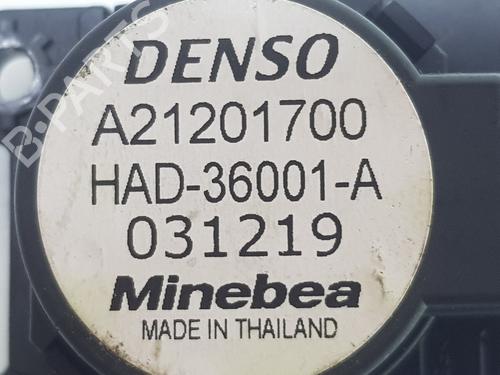 DENSO
A21201700
HAD-36001-A
031219
Minebea
MADE IN THAILAND
B-PARTS